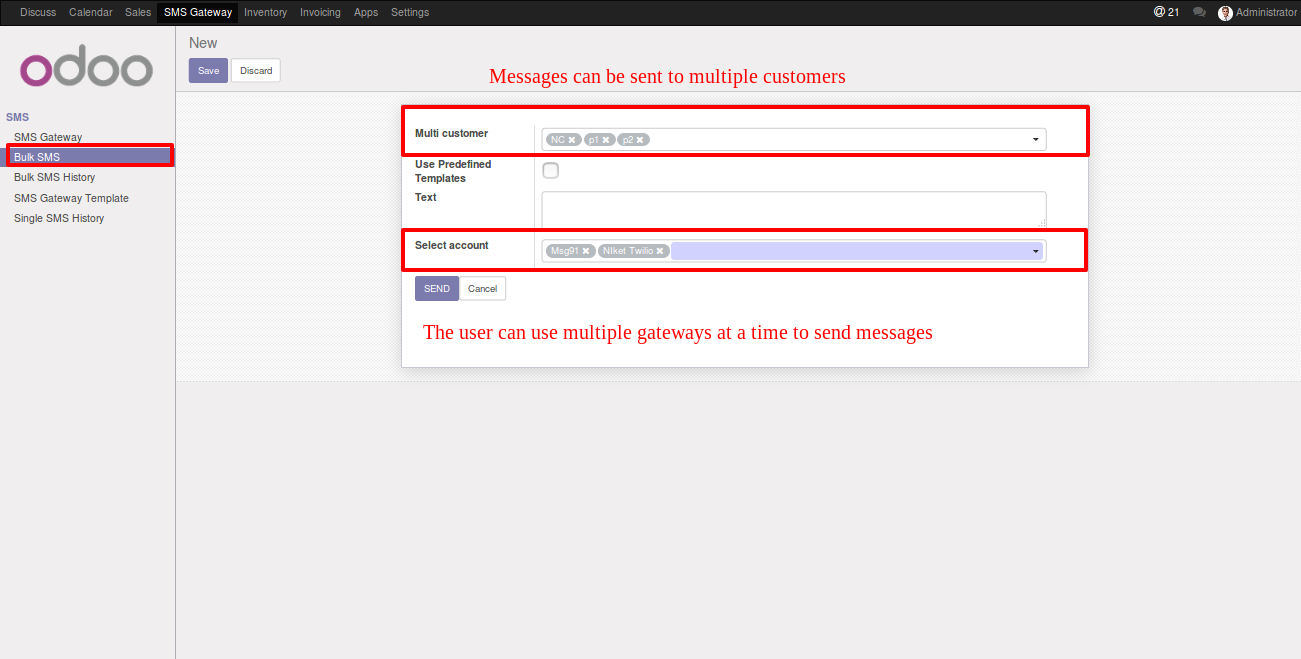 Discuss Calendar Sales SMS Gateway Inventory Invoicing Apps Settings @ 21 Administrator
odoo
SMS
SMS Gateway
Bulk SMS
Bulk SMS History
SMS Gateway Template
Single SMS History
New
Save Discard
Messages can be sent to multiple customers
Multi customer NC ✖ p1 ✖ p2 ✖
Use Predefined
Templates
Text
Select account Msg91 ✖ NIket Twilio ✖
SEND Cancel
The user can use multiple gateways at a time to send messages